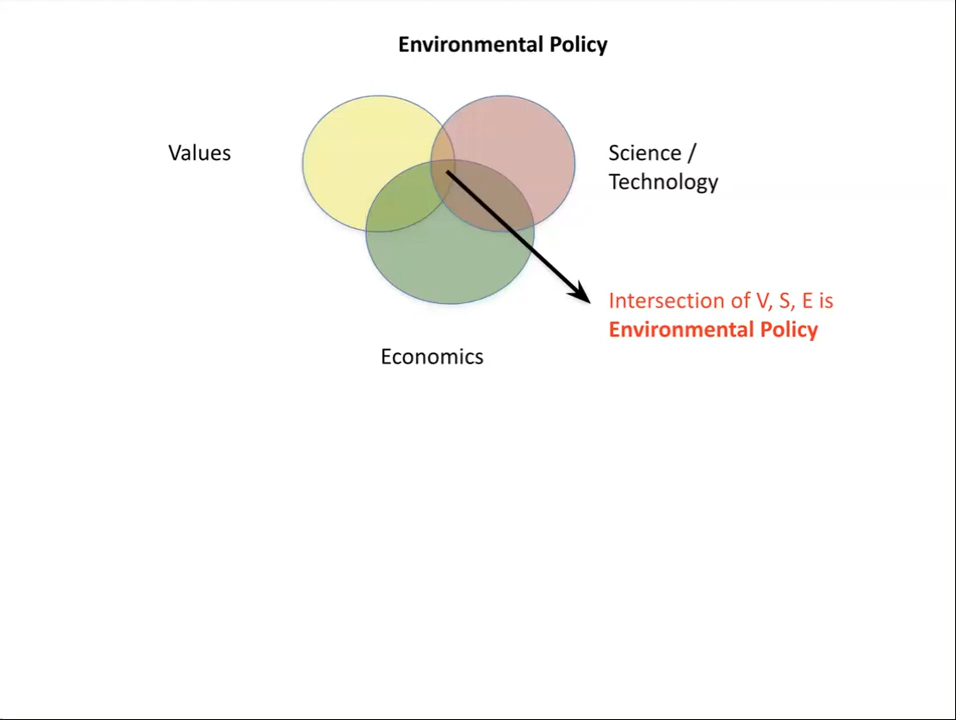 Environmental Policy
Values
Science /
Technology
Intersection of V, S, E is
Environmental Policy
Economics